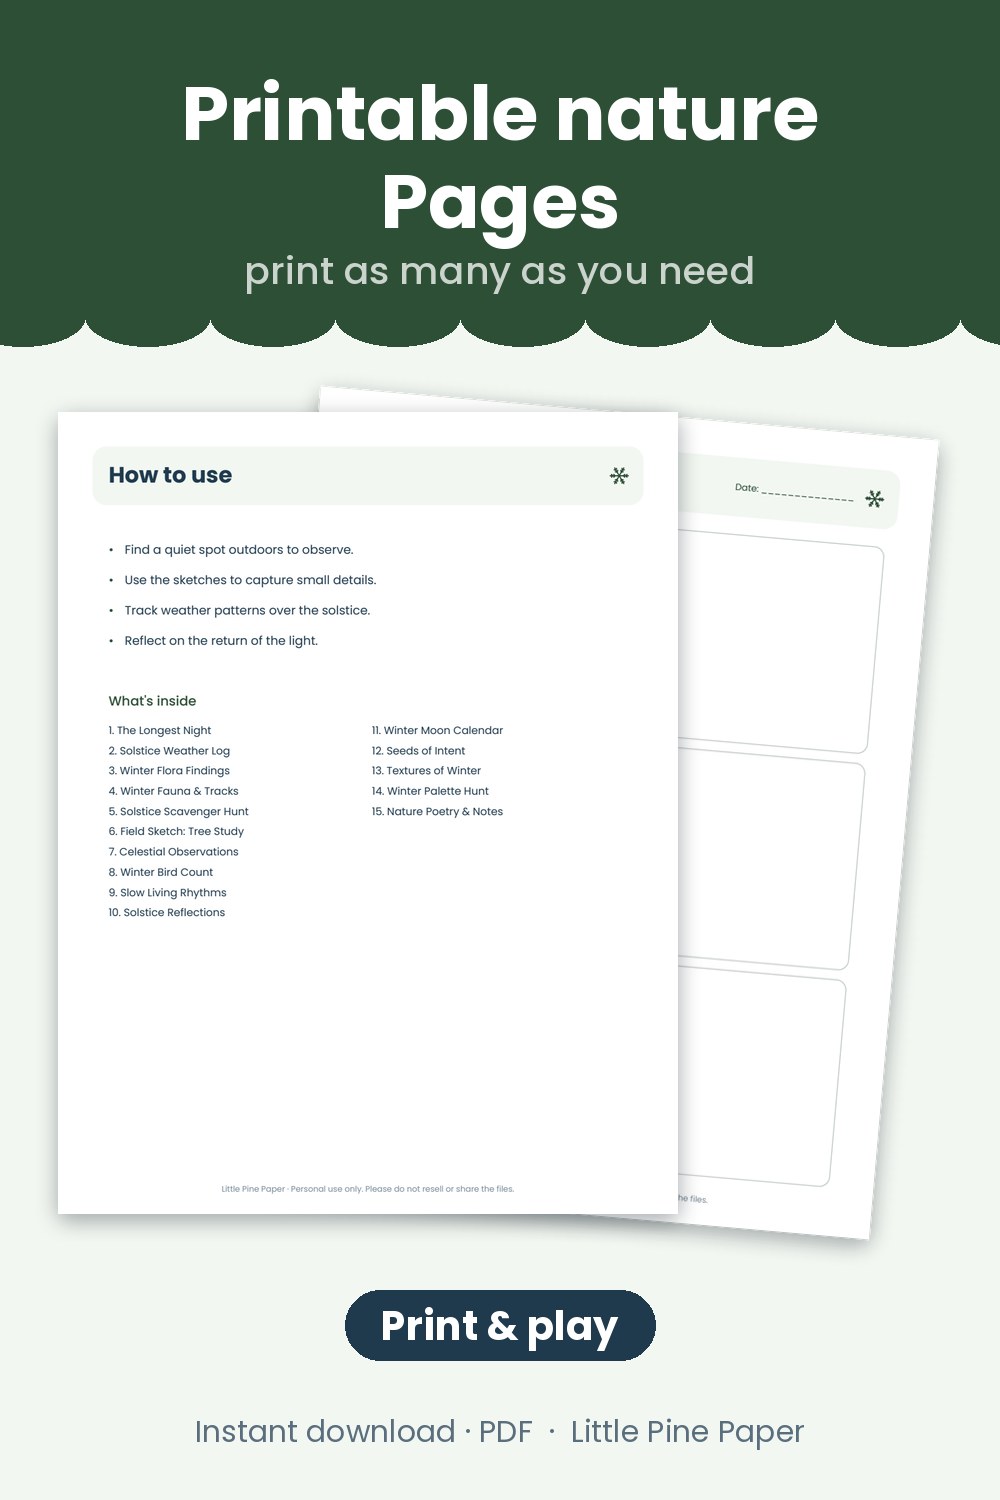 Printable nature
Pages
print as many as you need
How to use
• Find a quiet spot outdoors to observe.
• Use the sketches to capture small details.
• Track weather patterns over the solstice.
• Reflect on the return of the light.
What's inside
1. The Longest Night
2. Solstice Weather Log
3. Winter Flora Findings
4. Winter Fauna & Tracks
5. Solstice Scavenger Hunt
6. Field Sketch: Tree Study
7. Celestial Observations
8. Winter Bird Count
9. Slow Living Rhythms
10. Solstice Reflections
11. Winter Moon Calendar
12. Seeds of Intent
13. Textures of Winter
14. Winter Palette Hunt
15. Nature Poetry & Notes
Little Pine Paper · Personal use only. Please do not resell or share the files.
Date: ____________
he files.
Print & play
Instant download · PDF · Little Pine Paper